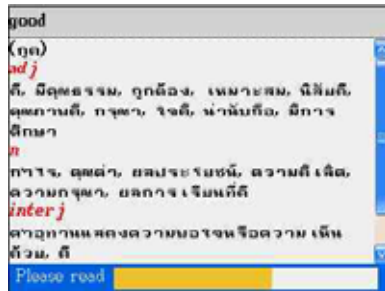 good
(กูด)
adj
ดี, มีคุณธรรม, ถูกต้อง, เหมาะสม, นิสัยดี,
คุณภาพดี, กรุณา, ใจดี, น่านับถือ, มีการ
ศึกษา
n
กำไร, คุณค่า, ผลประโยชน์, ความดีเลิศ,
ความกรุณา, ผลการเรียนที่ดี
interj
คำอุทานแสดงความพอใจหรือความเห็น
ด้วย, ดี
Please read